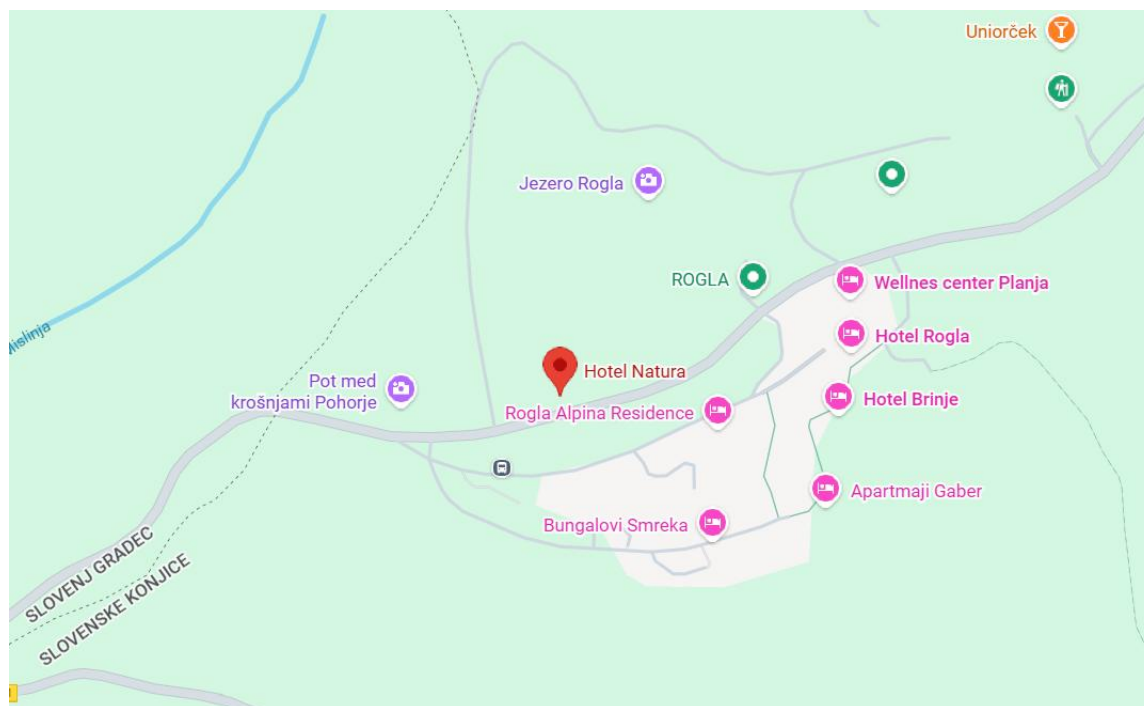 Uniorček
Jezero Rogla
ROGLA
Wellnes center Planja
Hotel Rogla
Hotel Natura
Pot med
krošnjami Pohorje
Rogla Alpina Residence
Hotel Brinje
Apartmaji Gaber
Bungalovi Smreka
SLOVENJ GRADEC
SLOVENSKE KONJICE